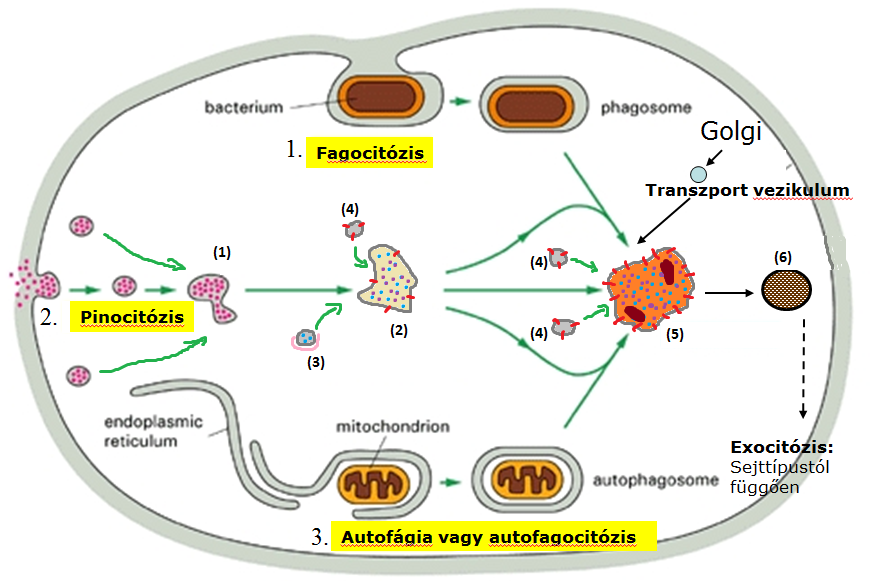 bacterium
phagosome
1. Fagocitózis
Golgi
Transzport vezikulum
(4)
(1)
(4)
(6)
2. Pinocitózis
(2)
(3)
(4)
(5)
endoplasmic
reticulum
mitochondrion
autophagosome
Exocitózis:
Sejttípustól
függően
3. Autofágia vagy autofagocitózis